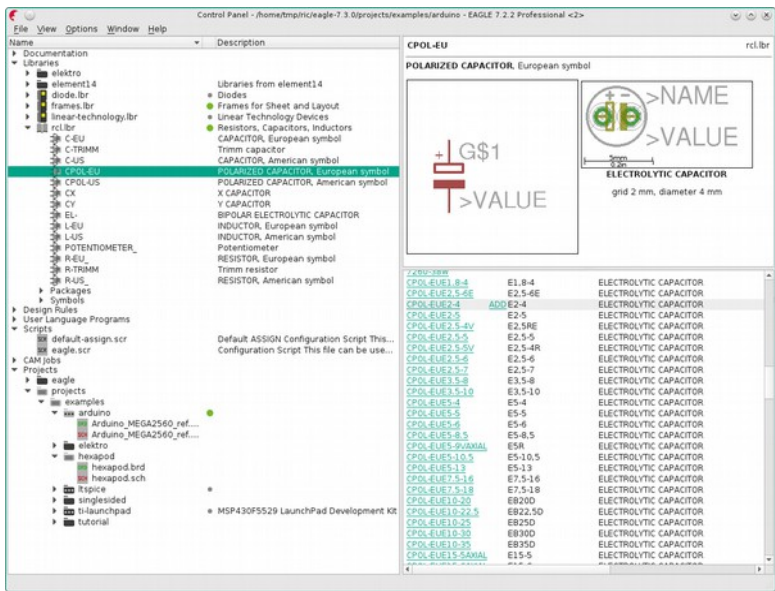 Control Panel - /home/tmp/ric/eagle-7.3.0/projects/examples/arduino - EAGLE 7.2.2 Professional <2>
File View Options Window Help
Name Description
Documentation
Libraries
elektro
element14 Libraries from element14
diode.lbr Diodes
frames.lbr Frames for Sheet and Layout
linear-technology.lbr Linear Technology Devices
rcl.lbr Resistors, Capacitors, Inductors
C-EU CAPACITOR, European symbol
C-TRIMM Trimm capacitor
C-US CAPACITOR, American symbol
CPOL-EU POLARIZED CAPACITOR, European symbol
CPOL-US POLARIZED CAPACITOR, American symbol
CX X CAPACITOR
CY Y CAPACITOR
EL- BIPOLAR ELECTROLYTIC CAPACITOR
L-EU INDUCTOR, European symbol
L-US INDUCTOR, American symbol
POTENTIOMETER_ Potentiometer
R-EU_ RESISTOR, European symbol
R-TRIMM Trimm resistor
R-US_ RESISTOR, American symbol
Packages
Symbols
Design Rules
User Language Programs
Scripts
default-assign.scr Default ASSIGN Configuration Script This...
eagle.scr Configuration Script This file can be use...
CAM Jobs
Projects
eagle
projects
examples
arduino
Arduino_MEGA2560_ref....
Arduino_MEGA2560_ref....
elektro
hexapod
hexapod.brd
hexapod.sch
ltspice
singlesided
ti-launchpad MSP430F5529 LaunchPad Development Kit
tutorial
CPOL-EU rcl.lbr
POLARIZED CAPACITOR, European symbol
+ G$1
>VALUE
+ -
>NAME
>VALUE
5mm
0.2in
ELECTROLYTIC CAPACITOR
grid 2 mm, diameter 4 mm
7260-38W
CPOL-EUE1.8-4 E1,8-4 ELECTROLYTIC CAPACITOR
CPOL-EUE2,5-6E E2,5-6E ELECTROLYTIC CAPACITOR
CPOL-EUE2-4 ADD E2-4 ELECTROLYTIC CAPACITOR
CPOL-EUE2-5 E2-5 ELECTROLYTIC CAPACITOR
CPOL-EUE2.5-4V E2,5RE ELECTROLYTIC CAPACITOR
CPOL-EUE2.5-5 E2,5-5 ELECTROLYTIC CAPACITOR
CPOL-EUE2.5-5V E2,5-4R ELECTROLYTIC CAPACITOR
CPOL-EUE2.5-6 E2,5-6 ELECTROLYTIC CAPACITOR
CPOL-EUE2.5-7 E2,5-7 ELECTROLYTIC CAPACITOR
CPOL-EUE3.5-8 E3,5-8 ELECTROLYTIC CAPACITOR
CPOL-EUE3.5-10 E3,5-10 ELECTROLYTIC CAPACITOR
CPOL-EUE5-4 E5-4 ELECTROLYTIC CAPACITOR
CPOL-EUE5-5 E5-5 ELECTROLYTIC CAPACITOR
CPOL-EUE5-6 E5-6 ELECTROLYTIC CAPACITOR
CPOL-EUE5-8.5 E5-8,5 ELECTROLYTIC CAPACITOR
CPOL-EUE5-9VAXIAL E5R ELECTROLYTIC CAPACITOR
CPOL-EUE5-10.5 E5-10,5 ELECTROLYTIC CAPACITOR
CPOL-EUE5-13 E5-13 ELECTROLYTIC CAPACITOR
CPOL-EUE7.5-16 E7,5-16 ELECTROLYTIC CAPACITOR
CPOL-EUE7.5-18 E7,5-18 ELECTROLYTIC CAPACITOR
CPOL-EUE10-20 EB20D ELECTROLYTIC CAPACITOR
CPOL-EUE10-22.5 EB22,5D ELECTROLYTIC CAPACITOR
CPOL-EUE10-25 EB25D ELECTROLYTIC CAPACITOR
CPOL-EUE10-30 EB30D ELECTROLYTIC CAPACITOR
CPOL-EUE10-35 EB35D ELECTROLYTIC CAPACITOR
CPOL-EUE15-5AXIAL E15-5 ELECTROLYTIC CAPACITOR